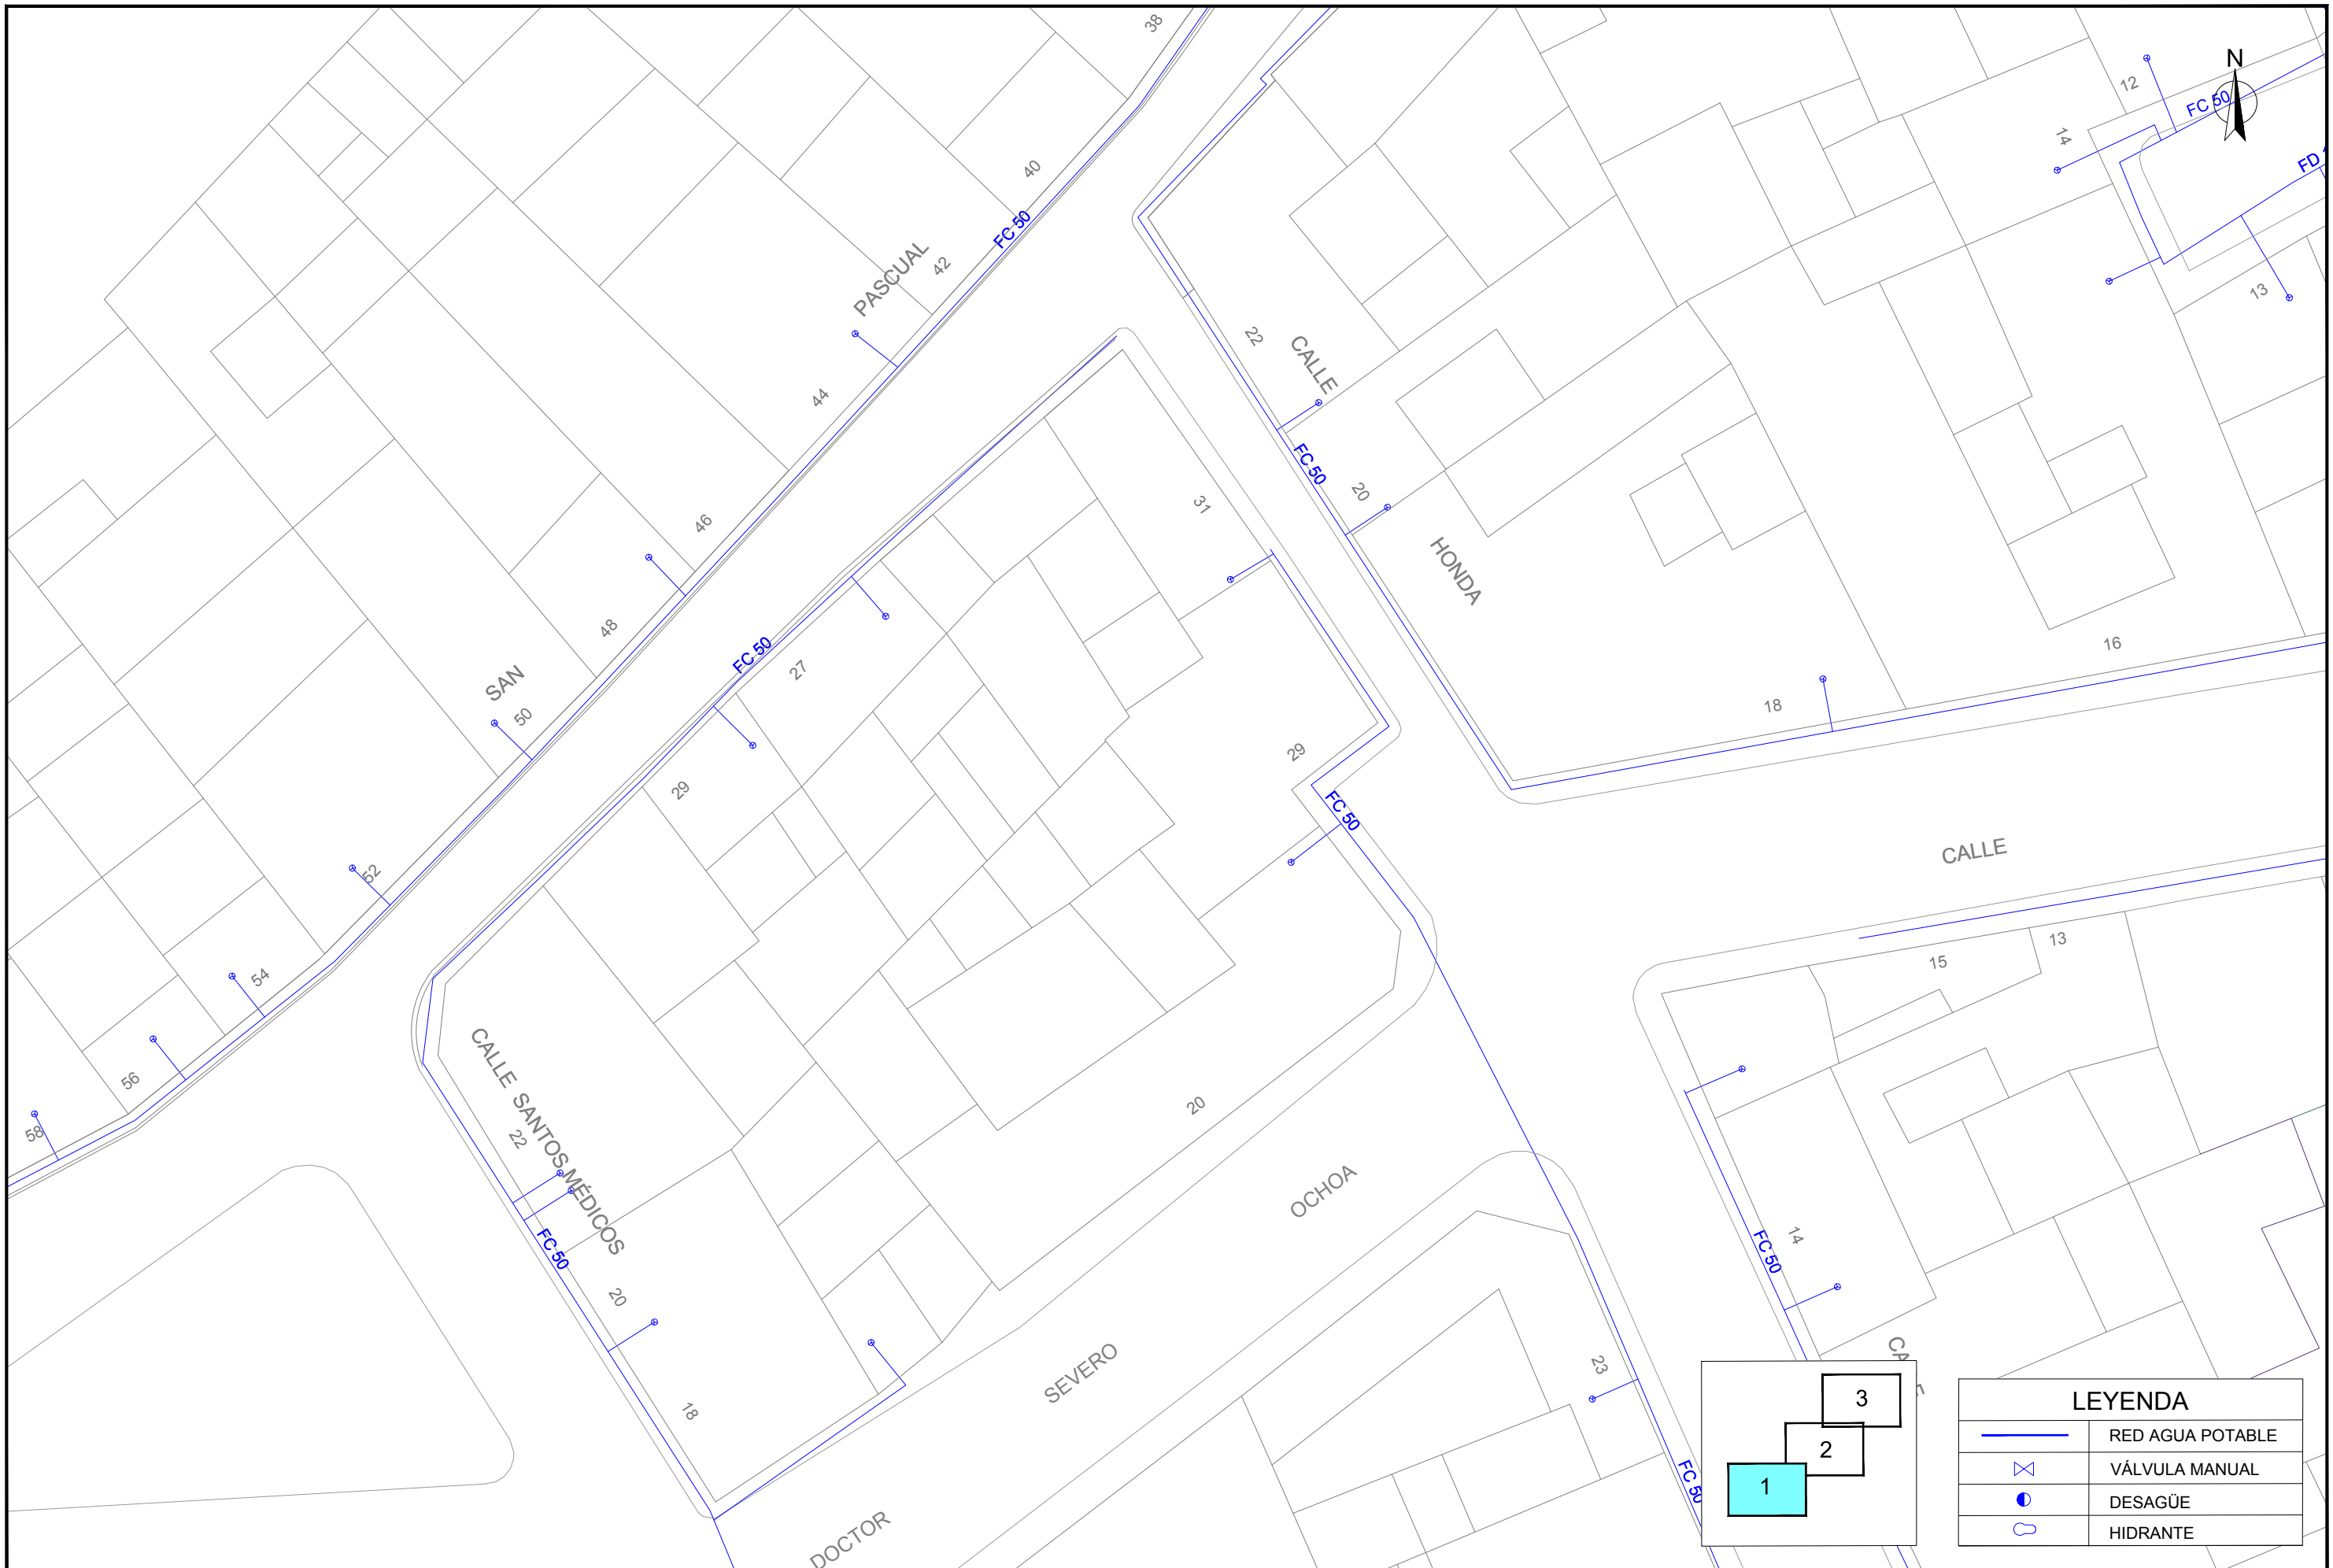 38
12
N
FC 50
14
FD
40
FC 50
PASCUAL
42
13
22
CALLE
44
FC 50
20
31
46
HONDA
48
FC 50
27
16
SAN
50
18
29
29
FC 50
CALLE
52
13
15
54
CALLE SANTOS MÉDICOS
56
20
58
22
OCHOA
14
FC 50
FC 50
20
SEVERO
23
18
3
2
1
FC 50
DOCTOR
LEYENDA
RED AGUA POTABLE
VÁLVULA MANUAL
DESAGÜE
HIDRANTE